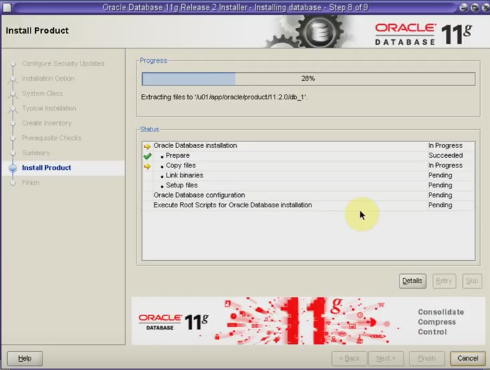 Oracle Database 11g Release 2 Installer - Installing database - Step 8 of 9
Install Product
ORACLE
DATABASE
11g
Configure Security Updates
Installation Option
System Class
Typical Installation
Create Inventory
Prerequisite Checks
Summary
Install Product
Finish
Progress
28%
Extracting files to '/u01/app/oracle/product/11.2.0/db_1'.
Status
Oracle Database installation In Progress
Prepare Succeeded
Copy files In Progress
Link binaries Pending
Setup files Pending
Oracle Database configuration Pending
Execute Root Scripts for Oracle Database installation Pending
Details Retry Skip
ORACLE
DATABASE
11g
11g
Consolidate
Compress
Control
Help < Back Next > Finish Cancel